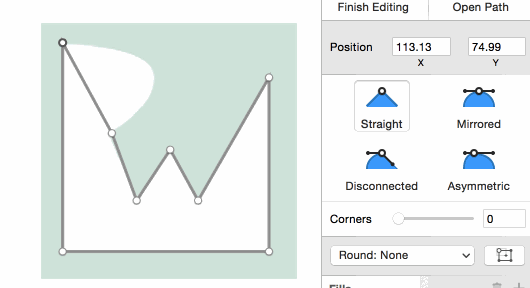 Finish Editing
Open Path
Position
113.13
74.99
X
Y
Straight
Mirrored
Disconnected
Asymmetric
Corners
0
Round: None
Fills